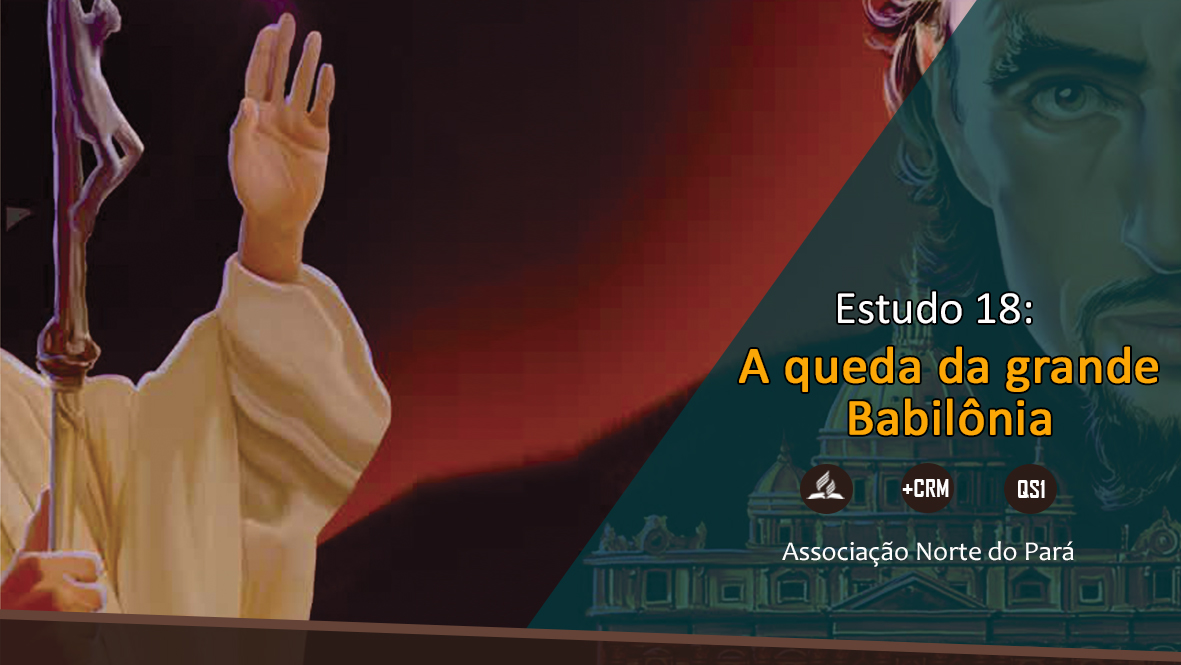 Estudo 18:
A queda da grande
Babilônia
+CRM
QS1
Associação Norte do Pará